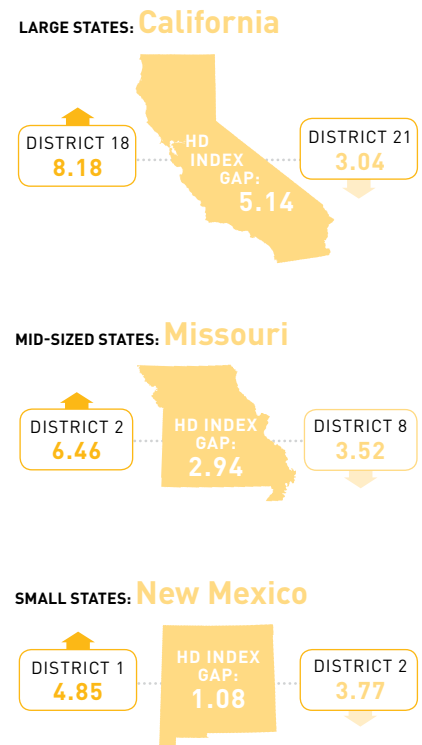 LARGE STATES: California
DISTRICT 18
8.18
HD
INDEX
GAP:
5.14
DISTRICT 21
3.04
MID-SIZED STATES: Missouri
DISTRICT 2
6.46
HD INDEX
GAP:
2.94
DISTRICT 8
3.52
SMALL STATES: New Mexico
DISTRICT 1
4.85
HD INDEX
GAP:
1.08
DISTRICT 2
3.77